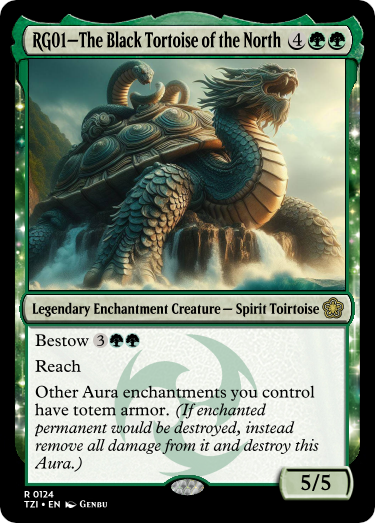 RG01–The Black Tortoise of the North 4
Legendary Enchantment Creature — Spirit Toirtoise
Bestow 3
Reach
Other Aura enchantments you control
have totem armor. (If enchanted
permanent would be destroyed, instead
remove all damage from it and destroy this
Aura.)
5/5
R 0124
TZI • EN Genbu